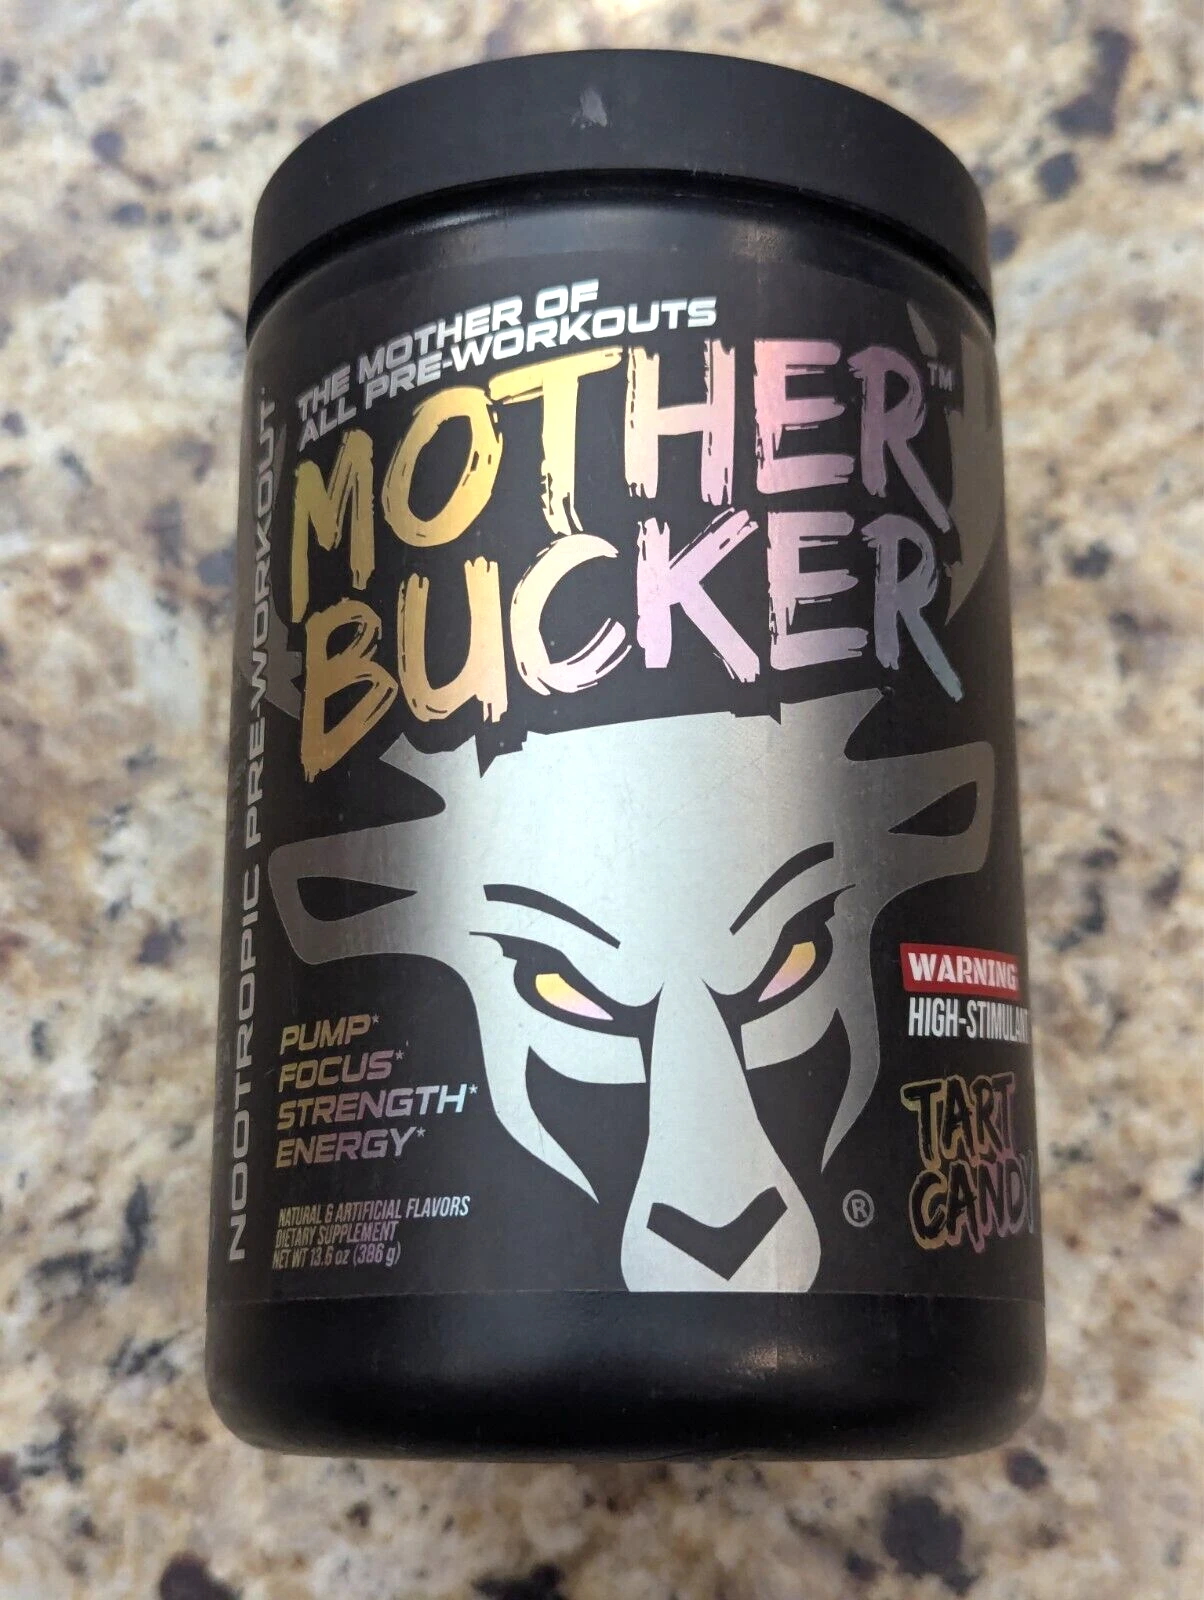 THE MOTHER OF
ALL PRE-WORKOUTS
MOTHER™
BUCKER
NOOTROPIC PRE-WORKOUT*
PUMP*
FOCUS*
STRENGTH*
ENERGY*
NATURAL & ARTIFICIAL FLAVORS
DIETARY SUPPLEMENT
NET WT 13.6 oz (386 g)
WARNING
HIGH-STIMULANT
TART
CANDY
®